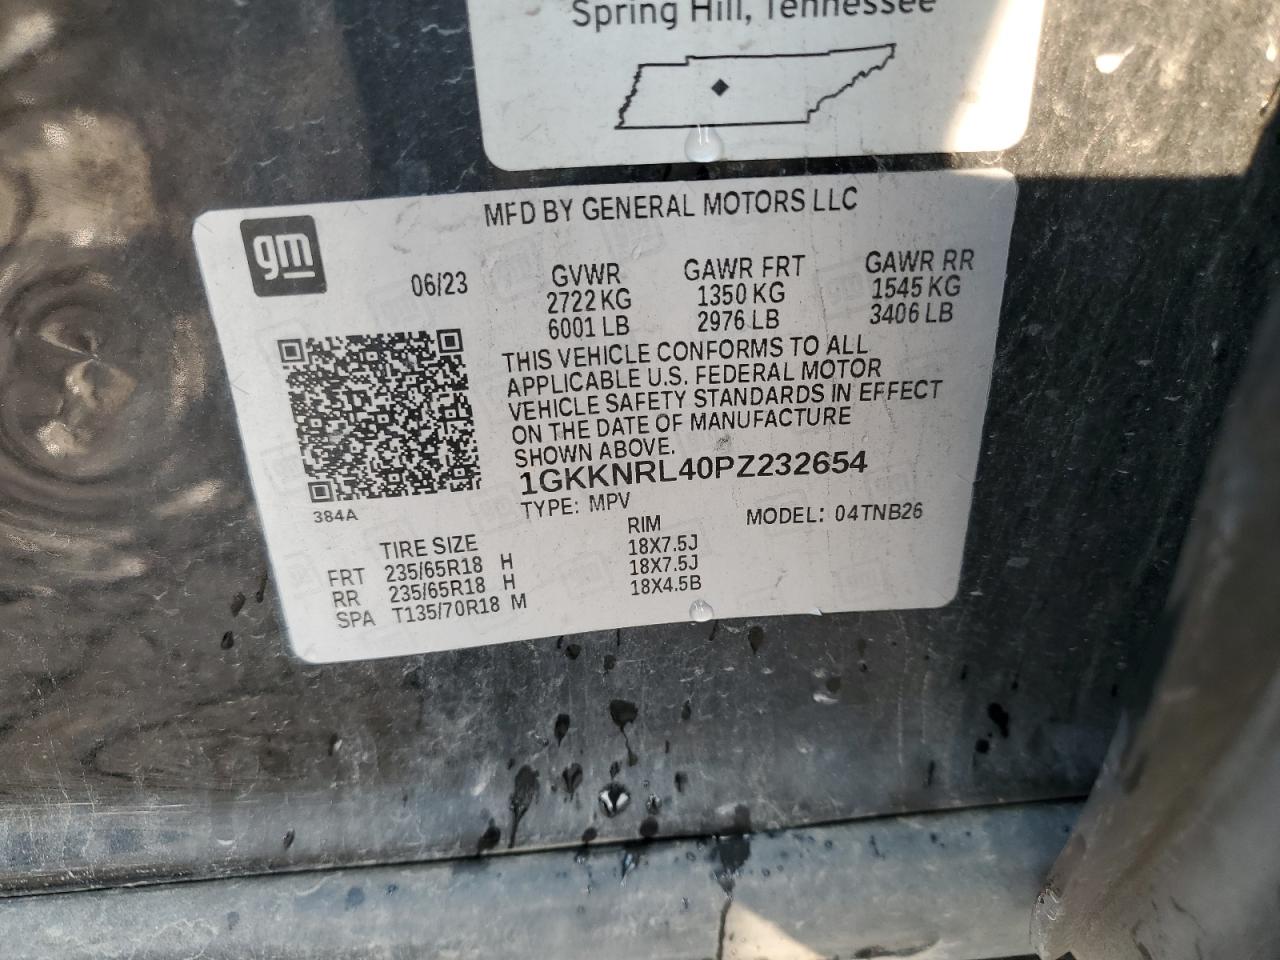 Spring Hill, Tennessee
MFD BY GENERAL MOTORS LLC
gm
06/23
GVWR GAWR FRT GAWR RR
2722 KG 1350 KG 1545 KG
6001 LB 2976 LB 3406 LB
THIS VEHICLE CONFORMS TO ALL
APPLICABLE U.S. FEDERAL MOTOR
VEHICLE SAFETY STANDARDS IN EFFECT
ON THE DATE OF MANUFACTURE
SHOWN ABOVE.
1GKKNRL40PZ232654
384A
TYPE: MPV MODEL: 04TNB26
TIRE SIZE RIM
FRT 235/65R18 H 18X7.5J
RR 235/65R18 H 18X7.5J
SPA T135/70R18 M 18X4.5B